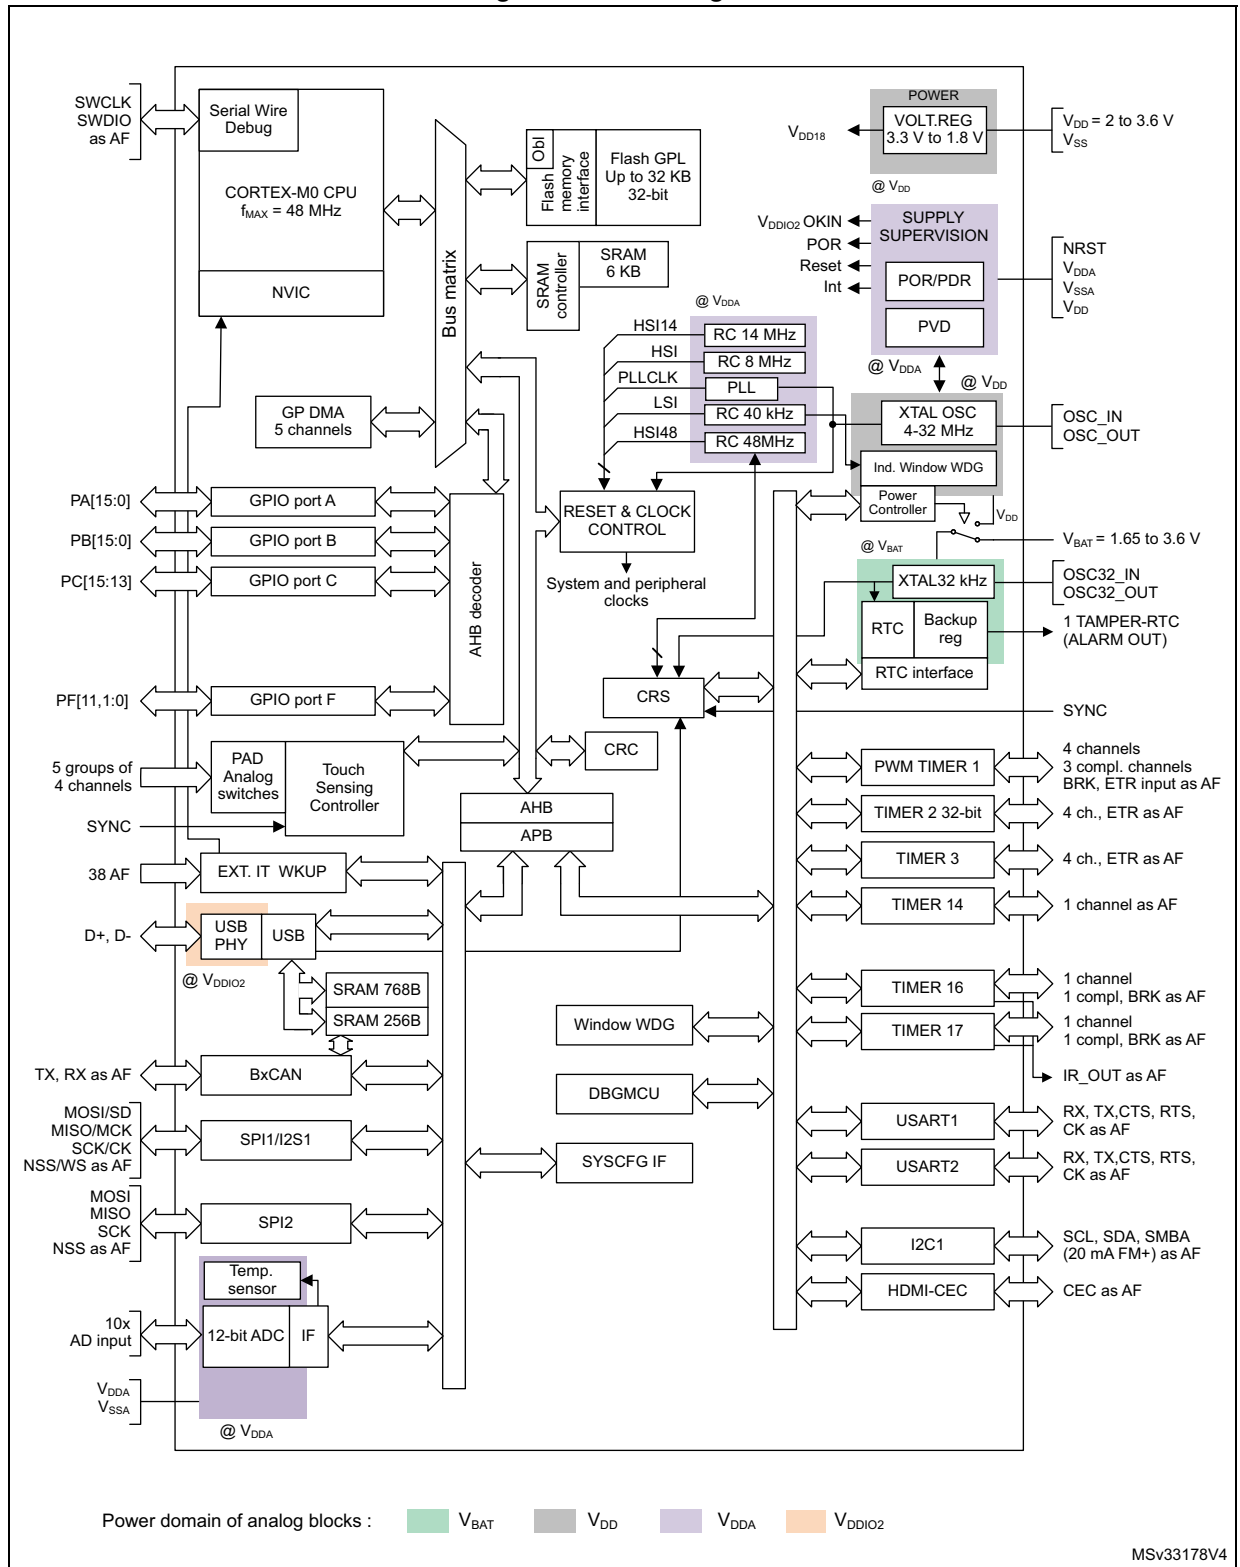 SWCLK
SWDIO
as AF
Serial Wire
Debug
CORTEX-M0 CPU
fMAX = 48 MHz
NVIC
Bus matrix
Obl
Flash
memory
interface
Flash GPL
Up to 32 KB
32-bit
SRAM
controller
SRAM
6 KB
POWER
VOLT.REG
3.3 V to 1.8 V
VDD18
VDD = 2 to 3.6 V
VSS
@ VDD
VDDIO2 OKIN
POR
Reset
Int
SUPPLY
SUPERVISION
POR/PDR
PVD
NRST
VDDA
VSSA
VDD
@ VDDA
HSI14
HSI
PLLCLK
LSI
HSI48
RC 14 MHz
RC 8 MHz
PLL
RC 40 kHz
RC 48MHz
@ VDDA
@ VDD
XTAL OSC
4-32 MHz
OSC_IN
OSC_OUT
Ind. Window WDG
Power
Controller
VDD
VBAT = 1.65 to 3.6 V
@ VBAT
XTAL32 kHz
OSC32_IN
OSC32_OUT
RTC
Backup
reg
RTC interface
1 TAMPER-RTC
(ALARM OUT)
GP DMA
5 channels
PA[15:0]
GPIO port A
PB[15:0]
GPIO port B
PC[15:13]
GPIO port C
PF[11,1:0]
GPIO port F
AHB decoder
RESET & CLOCK
CONTROL
System and peripheral
clocks
CRS
SYNC
5 groups of
4 channels
PAD
Analog
switches
Touch
Sensing
Controller
SYNC
CRC
AHB
APB
38 AF
EXT. IT WKUP
D+, D-
USB
PHY
USB
@ VDDIO2
SRAM 768B
SRAM 256B
TX, RX as AF
BxCAN
MOSI/SD
MISO/MCK
SCK/CK
NSS/WS as AF
SPI1/I2S1
MOSI
MISO
SCK
NSS as AF
SPI2
Temp.
sensor
10x
AD input
12-bit ADC
IF
VDDA
VSSA
@ VDDA
Window WDG
DBGMCU
SYSCFG IF
PWM TIMER 1
4 channels
3 compl. channels
BRK, ETR input as AF
TIMER 2 32-bit
4 ch., ETR as AF
TIMER 3
4 ch., ETR as AF
TIMER 14
1 channel as AF
TIMER 16
1 channel
1 compl, BRK as AF
TIMER 17
1 channel
1 compl, BRK as AF
IR_OUT as AF
USART1
RX, TX,CTS, RTS,
CK as AF
USART2
RX, TX,CTS, RTS,
CK as AF
I2C1
SCL, SDA, SMBA
(20 mA FM+) as AF
HDMI-CEC
CEC as AF
Power domain of analog blocks :
VBAT
VDD
VDDA
VDDIO2
MSv33178V4